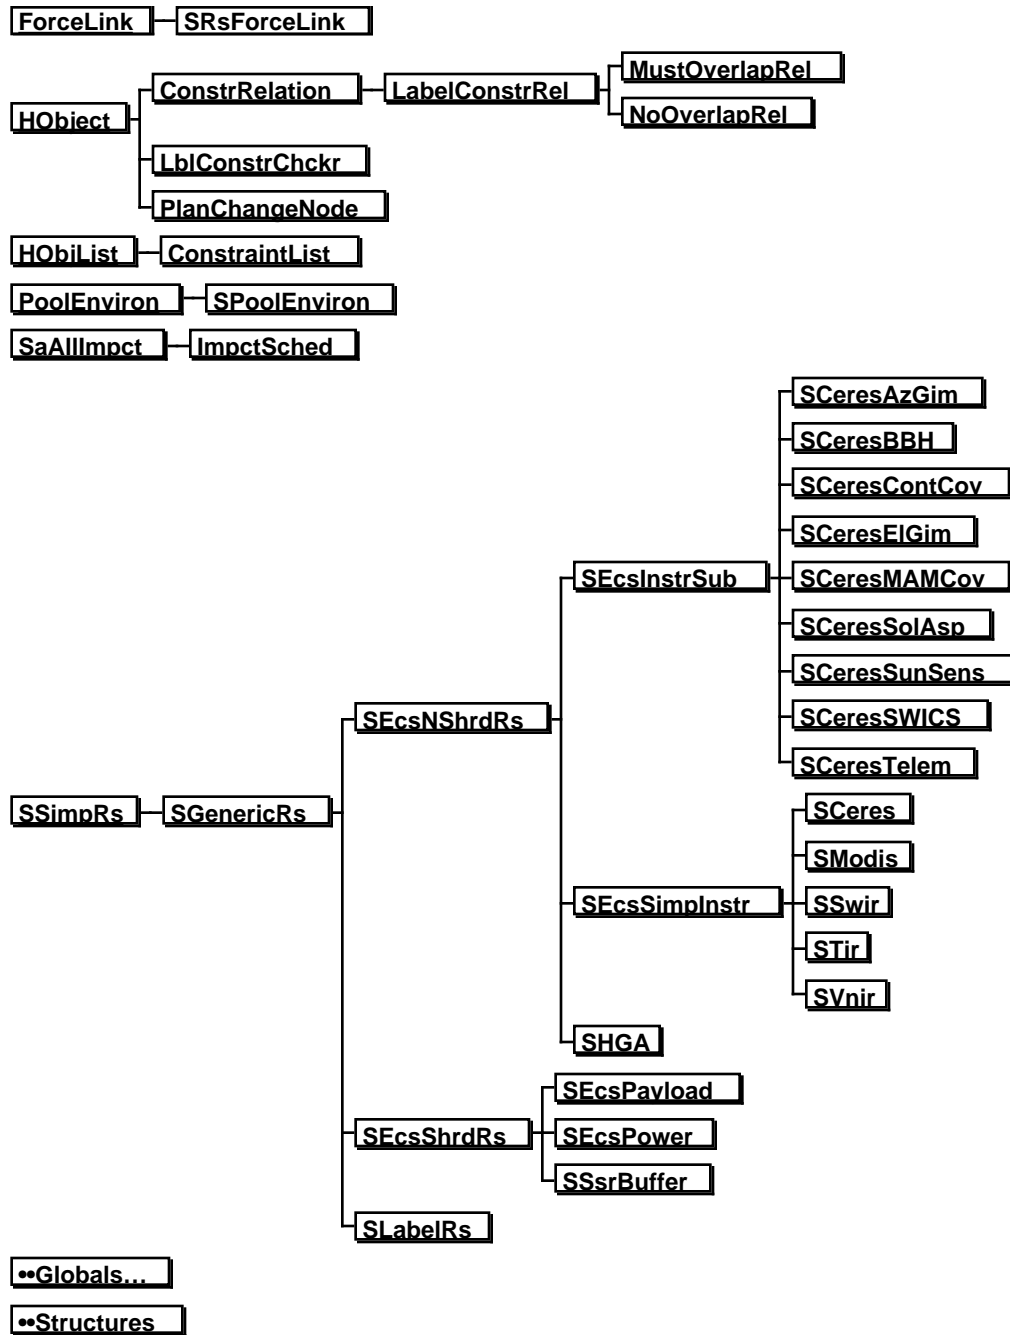 ForceLink
SRsForceLink
MustOverlapRel
ConstrRelation
LabelConstrRel
NoOverlapRel
HObject
LblConstrChckr
PlanChangeNode
HObjList
ConstraintList
PoolEnviron
SPoolEnviron
SaAllImpct
ImpctSched
SCeresAzGim
SCeresBBH
SCeresContCov
SCeresElGim
SEcsInstrSub
SCeresMAMCov
SCeresSolAsp
SCeresSunSens
SEcsNShrdRs
SCeresSWICS
SCeresTelem
SSimpRs
SGenericRs
SCeres
SModis
SEcsSimpInstr
SSwir
STir
SVnir
SHGA
SEcsPayload
SEcsShrdRs
SEcsPower
SSsrBuffer
SLabelRs
••Globals...
••Structures